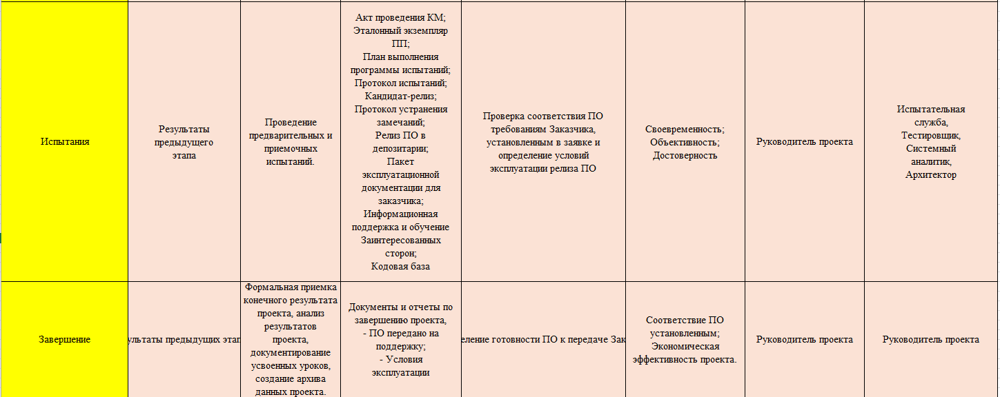 Испытания
Результаты
предыдущего
этапа
Проведение
предварительных и
приемочных
испытаний.
Акт проведения КМ;
Эталонный экземпляр
ПП;
План выполнения
программы испытаний;
Протокол испытаний;
Кандидат-релиз;
Протокол устранения
замечаний;
Релиз ПО в
депозитарии;
Пакет
эксплуатационной
документации для
заказчика;
Информационная
поддержка и обучение
Заинтересованных
сторон;
Кодовая база
Проверка соответствия ПО
требованиям Заказчика,
установленным в заявке и
определение условий
эксплуатации релиза ПО
Своевременность;
Объективность;
Достоверность
Руководитель проекта
Испытательная
служба,
Тестировщик,
Системный
аналитик,
Архитектор
Завершение
ультаты предыдущих этап
Формальная приемка
конечного результата
проекта, анализ
результатов
проекта,
документирование
усвоенных уроков,
создание архива
данных проекта.
Документы и отчеты по
завершению проекта,
- ПО передано на
поддержку;
- Условия
эксплуатации
еление готовности ПО к передаче Зак
Соответствие ПО
установленным;
Экономическая
эффективность проекта.
Руководитель проекта
Руководитель проекта